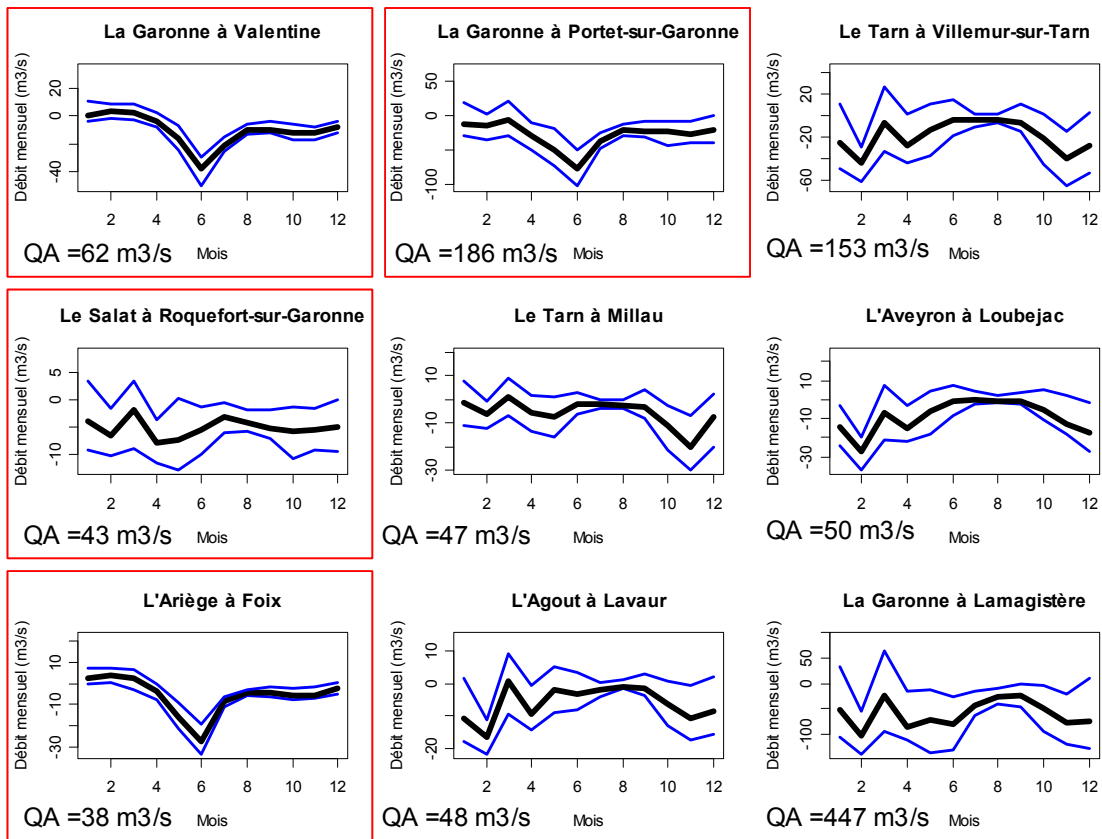 La Garonne à Valentine
Débit mensuel (m3/s)
20
0
-40
2 4 6 8 10 12
QA =62 m3/s Mois
La Garonne à Portet-sur-Garonne
Débit mensuel (m3/s)
50
0
-100
2 4 6 8 10 12
QA =186 m3/s Mois
Le Tarn à Villemur-sur-Tarn
Débit mensuel (m3/s)
20
-20
-60
2 4 6 8 10 12
QA =153 m3/s Mois
Le Salat à Roquefort-sur-Garonne
Débit mensuel (m3/s)
5
0
-10
2 4 6 8 10 12
QA =43 m3/s Mois
Le Tarn à Millau
Débit mensuel (m3/s)
10
-10
-30
2 4 6 8 10 12
QA =47 m3/s Mois
L'Aveyron à Loubejac
Débit mensuel (m3/s)
10
-10
-30
2 4 6 8 10 12
QA =50 m3/s Mois
L'Ariège à Foix
Débit mensuel (m3/s)
10
-10
-30
2 4 6 8 10 12
QA =38 m3/s Mois
L'Agout à Lavaur
Débit mensuel (m3/s)
10
0
-20
2 4 6 8 10 12
QA =48 m3/s Mois
La Garonne à Lamagistère
Débit mensuel (m3/s)
50
0
-100
2 4 6 8 10 12
QA =447 m3/s Mois